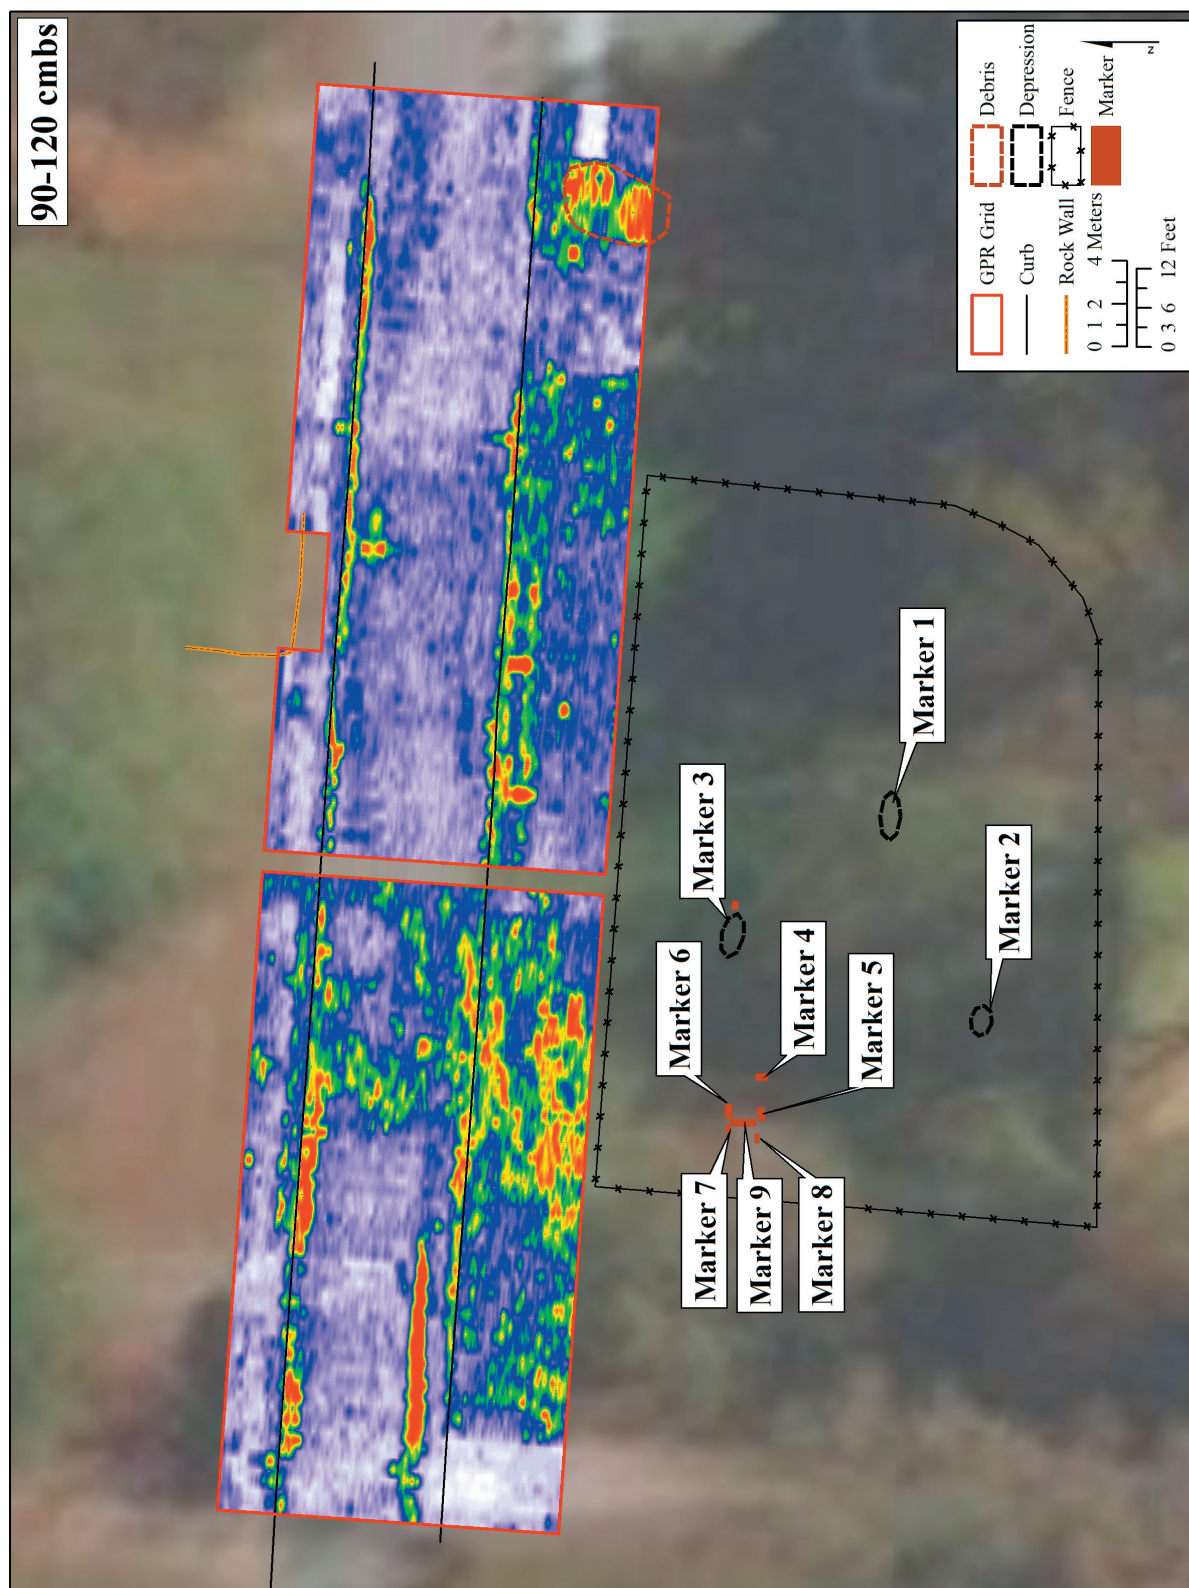 90-120 cmbs
Marker 3
Marker 1
Marker 6
Marker 4
Marker 5
Marker 2
Marker 7
Marker 9
Marker 8
GPR Grid
Debris
Curb
Depression
Rock Wall
Fence
0 1 2 4 Meters
Marker
0 3 6 12 Feet
N